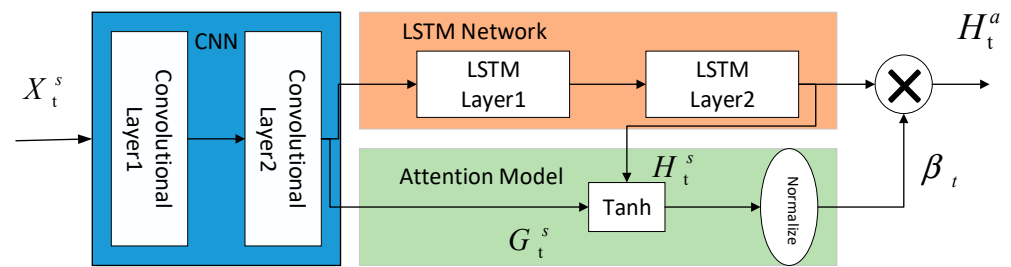 X_t^s
CNN
Convolutional
Layer1
Convolutional
Layer2
LSTM Network
LSTM
Layer1
LSTM
Layer2
H_t^a
Attention Model
H_t^s
Tanh
G_t^s
Normalize
β_t